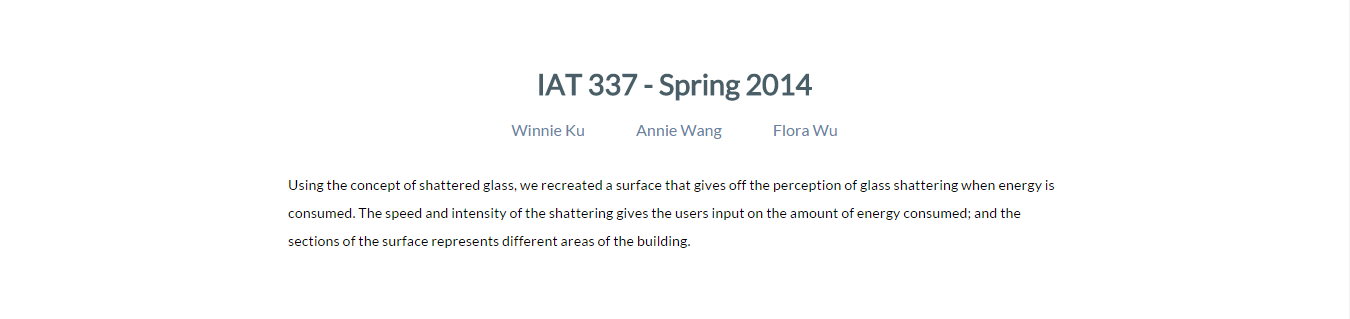 IAT 337 - Spring 2014
Winnie Ku Annie Wang Flora Wu
Using the concept of shattered glass, we recreated a surface that gives off the perception of glass shattering when energy is
consumed. The speed and intensity of the shattering gives the users input on the amount of energy consumed; and the
sections of the surface represents different areas of the building.